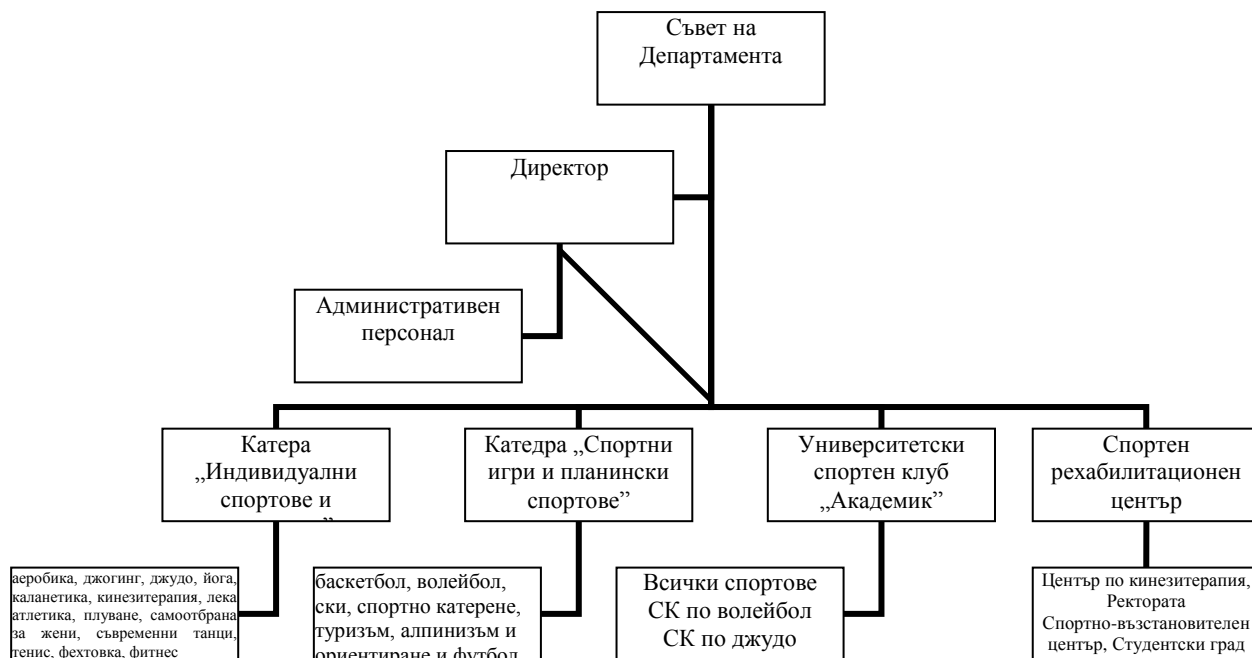 Съвет на
Департамента
Директор
Административен
персонал
Катера
„Индивидуални
спортове и
Катедра „Спортни
игри и планински
спортове”
Университетски
спортен клуб
„Академик”
Спортен
рехабилитационен
център
аеробика, джогинг, джудо, йога,
каланетика, кинезитерапия, лека
атлетика, плуване, самоотбрана
за жени, съвременни танци,
тенис, фехтовка, фитнес
баскетбол, волейбол,
ски, спортно катерене,
туризъм, алпинизъм и
ориентиране и футбол
Всички спортове
СК по волейбол
СК по джудо
Център по кинезитерапия,
Ректората
Спортно-възстановителен
център, Студентски град